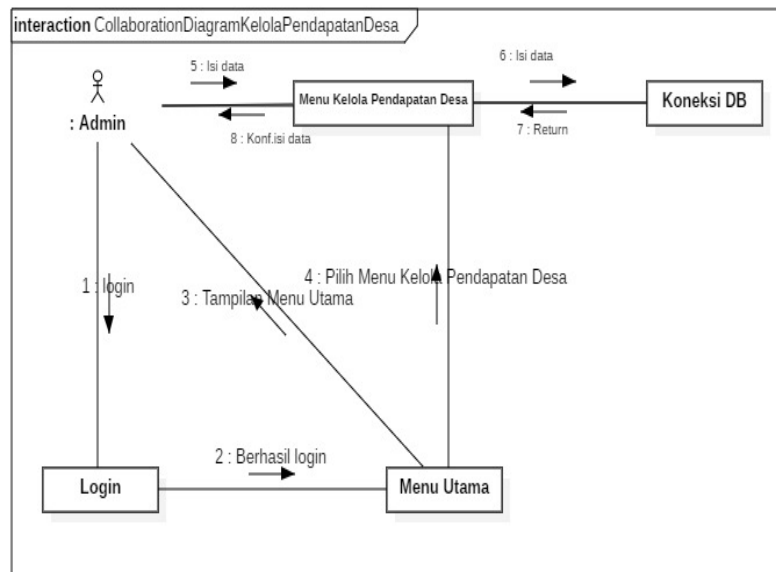 interaction CollaborationDiagramKelolaPendapatanDesa
5 : Isi data
6 : Isi data
Menu Kelola Pendapatan Desa
Koneksi DB
: Admin
8 : Konf.isi data
7 : Return
1 : login
3 : Tampilan Menu Utama
4 : Pilih Menu Kelola Pendapatan Desa
2 : Berhasil login
Login
Menu Utama